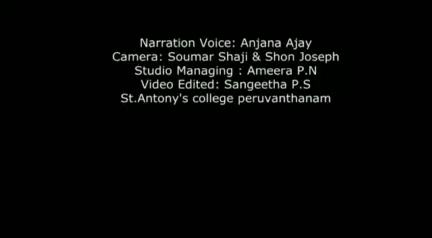 Narration Voice: Anjana Ajay
Camera: Soumar Shaji & Shon Joseph
Studio Managing : Ameera P.N
Video Edited: Sangeetha P.S
St.Antony's college peruvanthanam